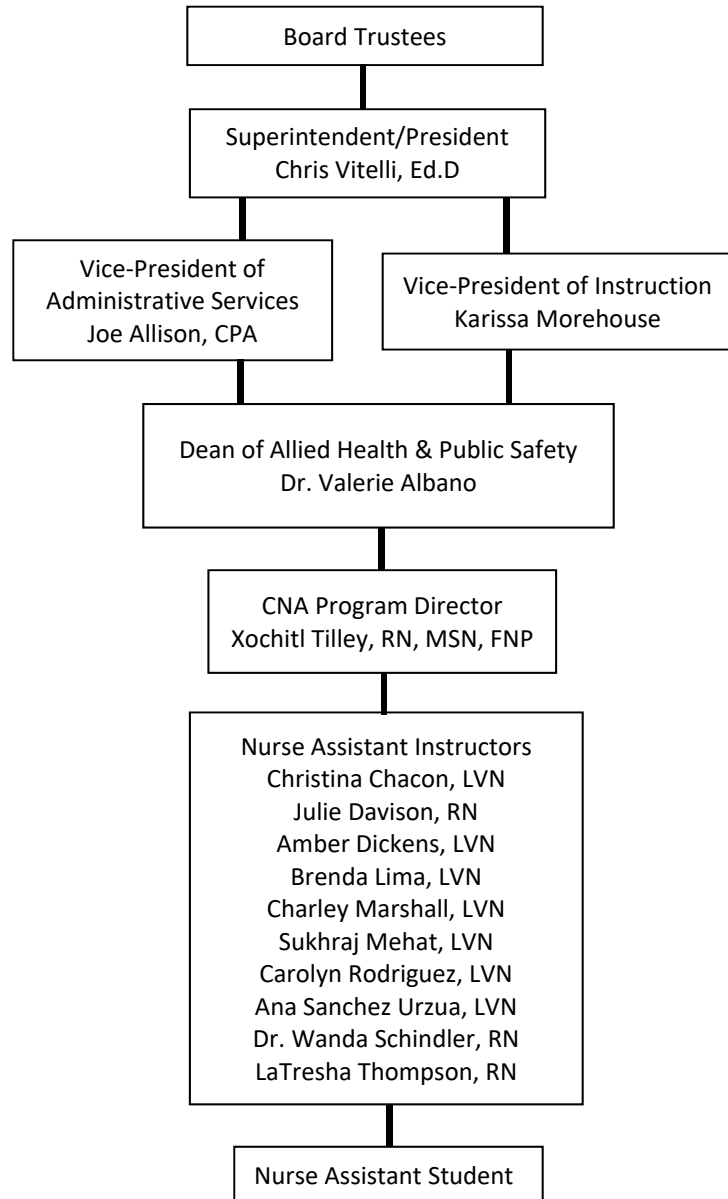 Board Trustees
Superintendent/President
Chris Vitelli, Ed.D
Vice-President of
Administrative Services
Joe Allison, CPA
Vice-President of Instruction
Karissa Morehouse
Dean of Allied Health & Public Safety
Dr. Valerie Albano
CNA Program Director
Xochitl Tilley, RN, MSN, FNP
Nurse Assistant Instructors
Christina Chacon, LVN
Julie Davison, RN
Amber Dickens, LVN
Brenda Lima, LVN
Charley Marshall, LVN
Sukhraj Mehat, LVN
Carolyn Rodriguez, LVN
Ana Sanchez Urzua, LVN
Dr. Wanda Schindler, RN
LaTresha Thompson, RN
Nurse Assistant Student